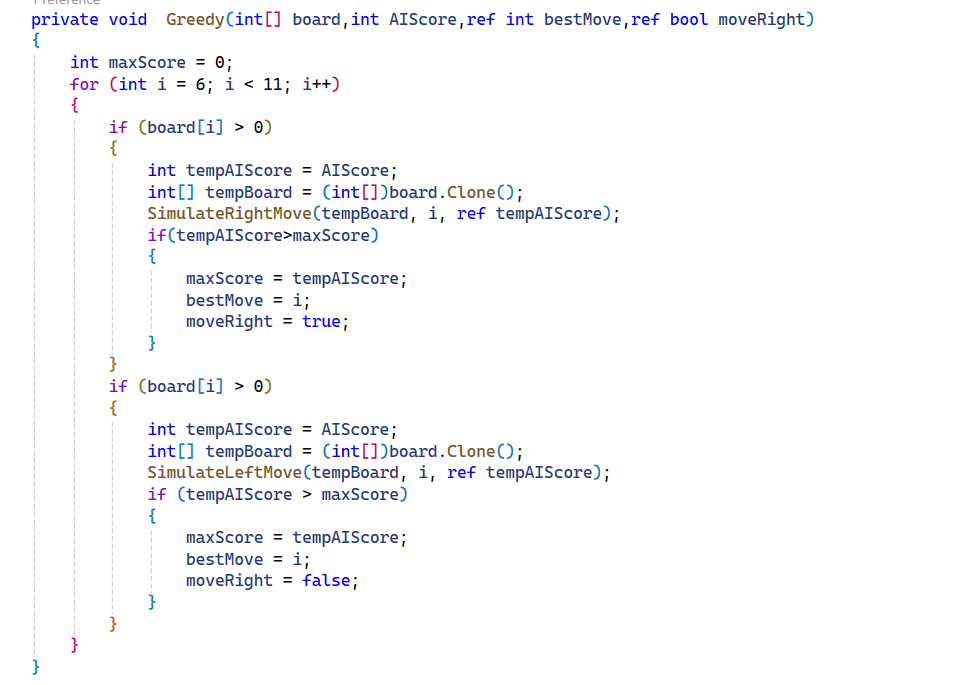 private void  Greedy(int[] board,int AIScore,ref int bestMove,ref bool moveRight)
{
    int maxScore = 0;
    for (int i = 6; i < 11; i++)
    {
        if (board[i] > 0)
        {
            int tempAIScore = AIScore;
            int[] tempBoard = (int[])board.Clone();
            SimulateRightMove(tempBoard, i, ref tempAIScore);
            if(tempAIScore>maxScore)
            {
                maxScore = tempAIScore;
                bestMove = i;
                moveRight = true;
            }
        }
        if (board[i] > 0)
        {
            int tempAIScore = AIScore;
            int[] tempBoard = (int[])board.Clone();
            SimulateLeftMove(tempBoard, i, ref tempAIScore);
            if (tempAIScore > maxScore)
            {
                maxScore = tempAIScore;
                bestMove = i;
                moveRight = false;
            }
        }
    }
}